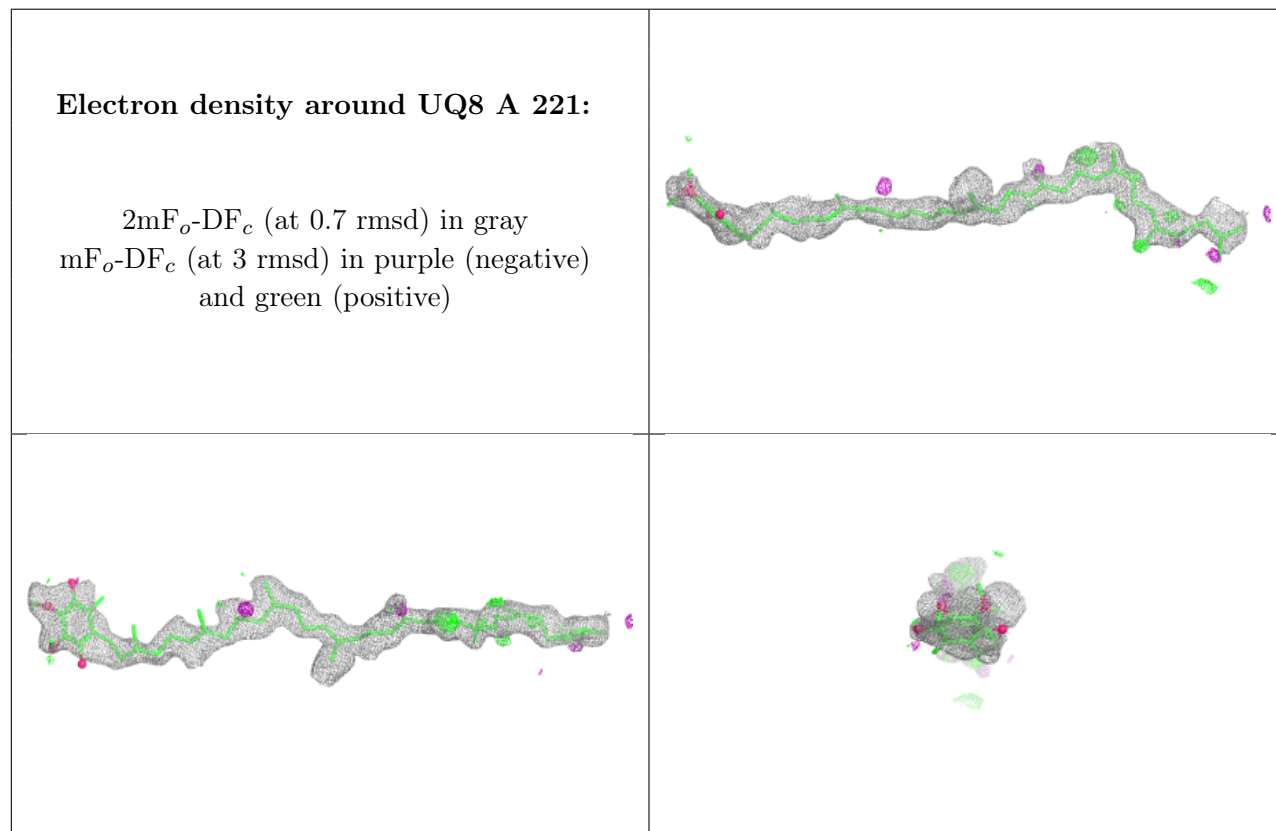 Electron density around UQ8 A 221:
2mFₒ-DF𝒸 (at 0.7 rmsd) in gray
mFₒ-DF𝒸 (at 3 rmsd) in purple (negative)
and green (positive)